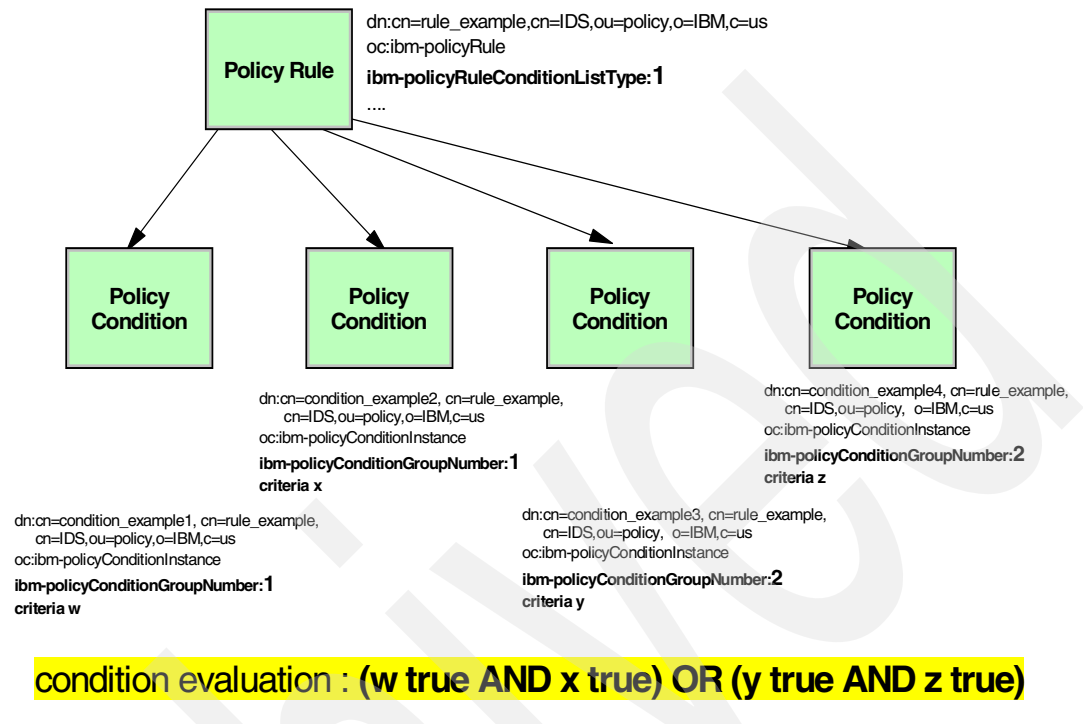 dn:cn=rule_example,cn=IDS,ou=policy,o=IBM,c=us
oc:ibm-policyRule
Policy Rule
ibm-policyRuleConditionListType:1
....
Policy
Condition
Policy
Condition
Policy
Condition
Policy
Condition
dn:cn=condition_example2, cn=rule_example,
cn=IDS,ou=policy,o=IBM,c=us
oc:ibm-policyConditionInstance
ibm-policyConditionGroupNumber:1
criteria x
dn:cn=condition_example4, cn=rule_example,
cn=IDS,ou=policy, o=IBM,c=us
oc:ibm-policyConditionInstance
ibm-policyConditionGroupNumber:2
criteria z
dn:cn=condition_example1, cn=rule_example,
cn=IDS,ou=policy,o=IBM,c=us
oc:ibm-policyConditionInstance
ibm-policyConditionGroupNumber:1
criteria w
dn:cn=condition_example3, cn=rule_example,
cn=IDS,ou=policy, o=IBM,c=us
oc:ibm-policyConditionInstance
ibm-policyConditionGroupNumber:2
criteria y
condition evaluation : (w true AND x true) OR (y true AND z true)